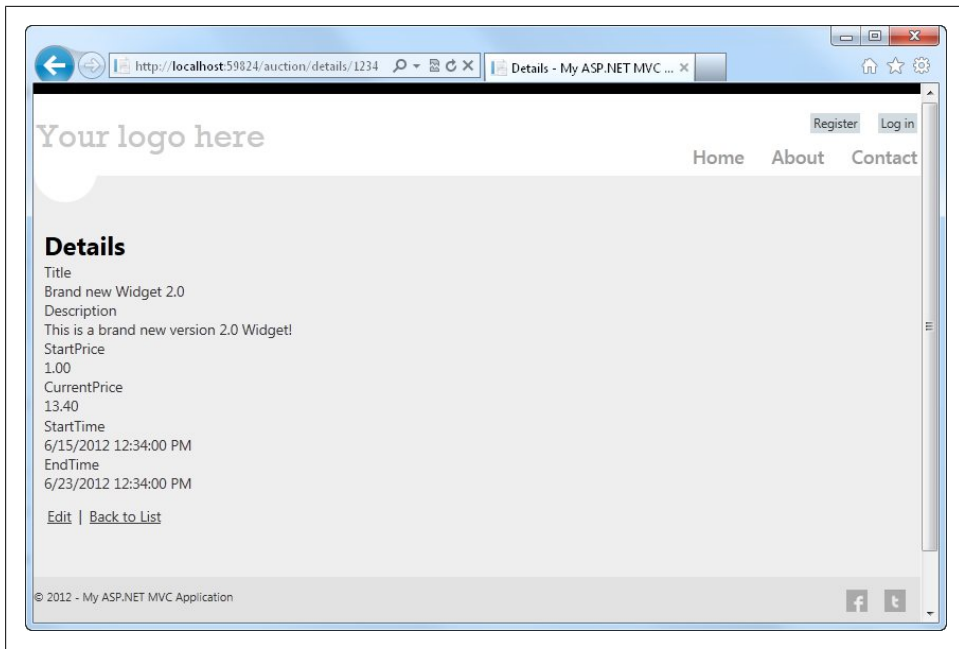 http://localhost:59824/auction/details/1234
Details - My ASP.NET MVC ...
Your logo here
Register Log in
Home About Contact
Details
Title
Brand new Widget 2.0
Description
This is a brand new version 2.0 Widget!
StartPrice
1.00
CurrentPrice
13.40
StartTime
6/15/2012 12:34:00 PM
EndTime
6/23/2012 12:34:00 PM
Edit | Back to List
© 2012 - My ASP.NET MVC Application
f t